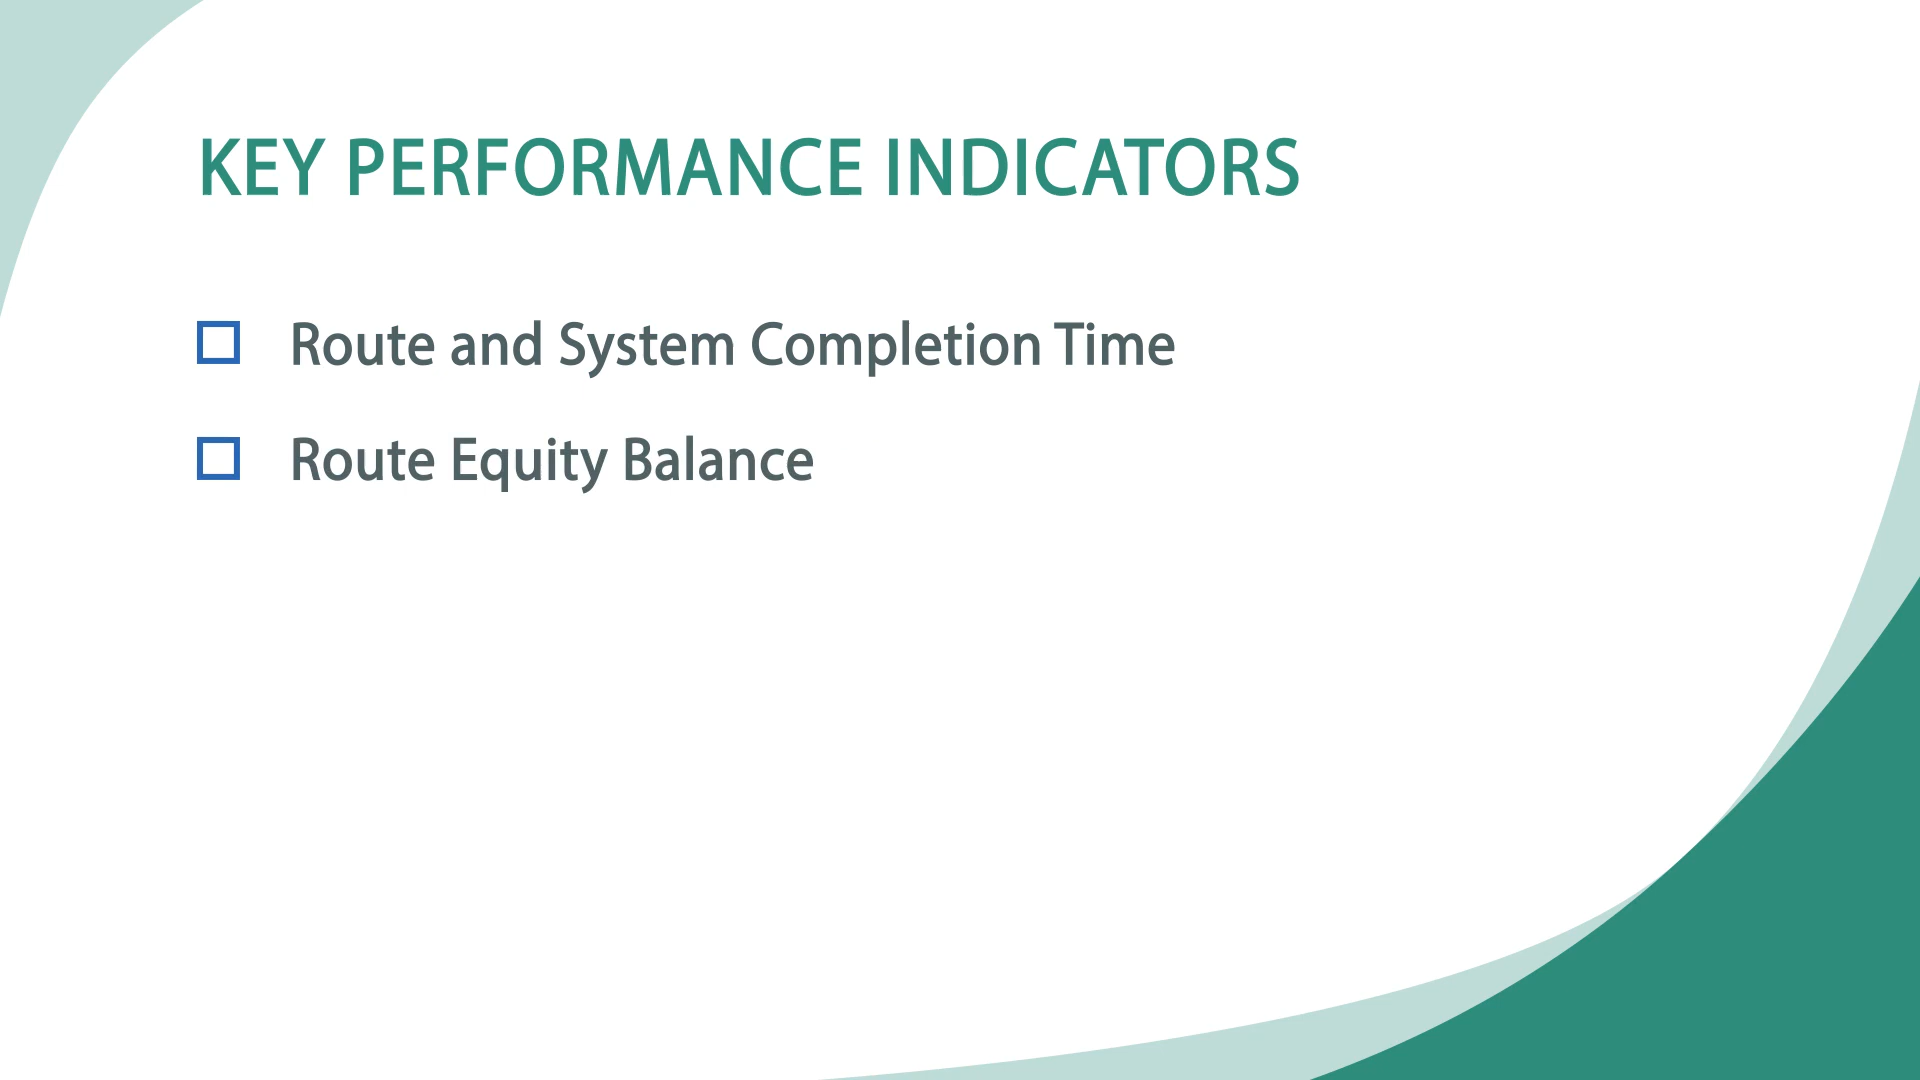 KEY PERFORMANCE INDICATORS
Route and System Completion Time
Route Equity Balance